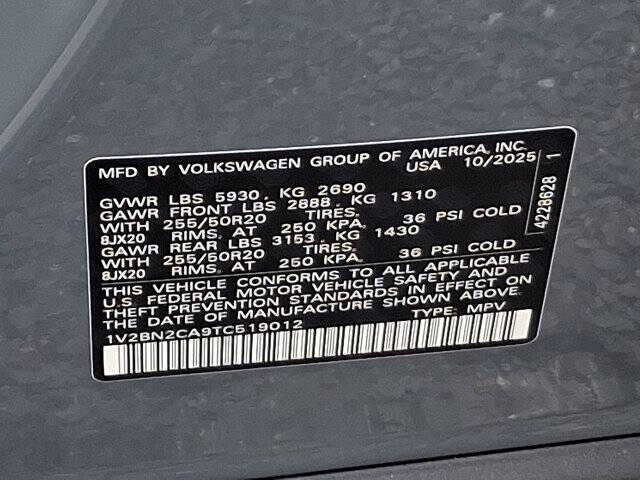 MFD BY VOLKSWAGEN GROUP OF AMERICA, INC.
USA 10/2025
GVWR LBS 5930. KG 2690
GAWR FRONT LBS 2888. KG 1310
WITH 255/50R20 TIRES.
8JX20 RIMS. AT 250 KPA. 36 PSI COLD
GAWR REAR LBS 3153. KG 1430
WITH 255/50R20 TIRES.
8JX20 RIMS. AT 250 KPA. 36 PSI COLD
THIS VEHICLE CONFORMS TO ALL APPLICABLE
U.S. FEDERAL MOTOR VEHICLE SAFETY AND
THEFT PREVENTION STANDARDS IN EFFECT ON
THE DATE OF MANUFACTURE SHOWN ABOVE.
1V2BN2CA9TC519012 TYPE: MPV
4228628 1